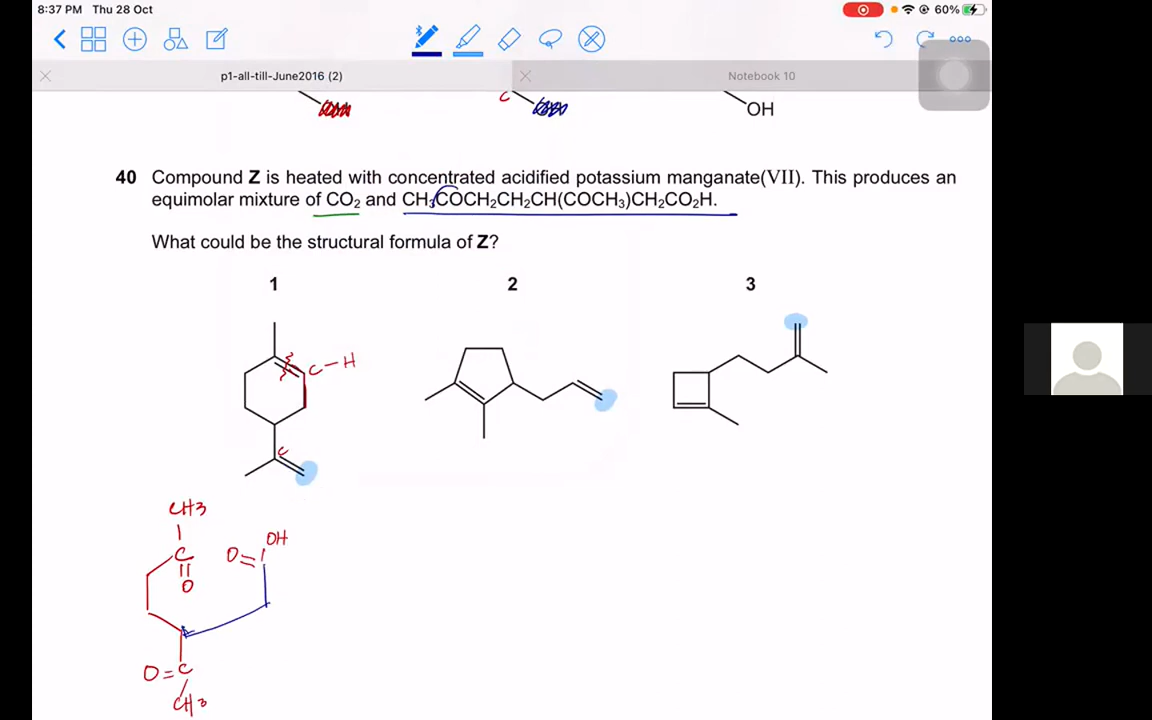 8:37 PM Thu 28 Oct
60%
p1-all-till-June2016 (2)
Notebook 10
C
OH
40 Compound Z is heated with concentrated acidified potassium manganate(VII). This produces an
equimolar mixture of CO₂ and CH₃COCH₂CH₂CH(COCH₃)CH₂CO₂H.
What could be the structural formula of Z?
1 2 3
C-H
C
CH3
C
O
O
OH
O=C
CH3